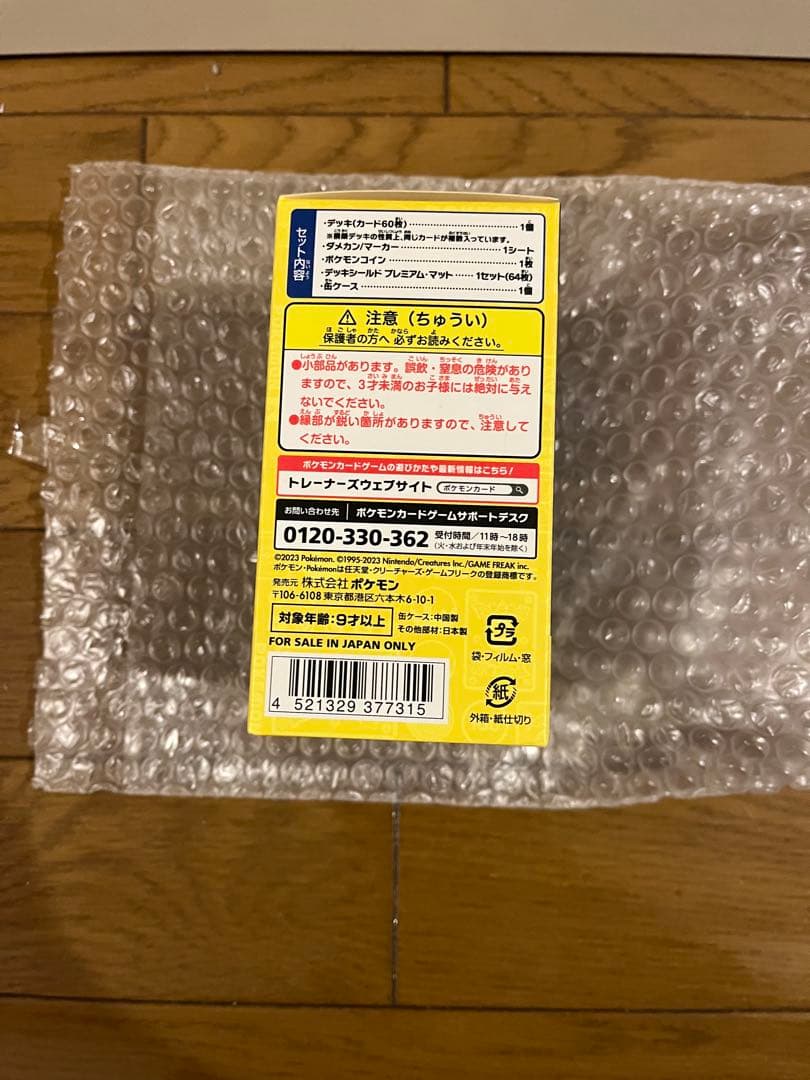 セット内容
・デッキ(カード60枚) 1個
※構築デッキの性質上、同じカードが複数入っています。
・ダメカン/マーカー 1シート
・ポケモンコイン 1枚
・デッキシールド プレミアム・マット 1セット(64枚)
・缶ケース 1個
⚠ 注意(ちゅうい)
保護者の方へ 必ずお読みください。
●小部品があります。誤飲・窒息の危険があり
ますので、3才未満のお子様には絶対に与え
ないでください。
●縁部が鋭い箇所がありますので、注意して
ください。
ポケモンカードゲームの遊びかたや最新情報はこちら!
トレーナーズウェブサイト ポケモンカード
お問い合わせ先 ポケモンカードゲームサポートデスク
0120-330-362 受付時間/11時〜18時
(火・水および年末年始を除く)
©2023 Pokémon. ©1995-2023 Nintendo/Creatures Inc./GAME FREAK inc.
ポケモン・Pokémonは任天堂・クリーチャーズ・ゲームフリークの登録商標です。
発売元 株式会社 ポケモン
〒106-6108 東京都港区六本木6-10-1
対象年齢:9才以上
缶ケース:中国製
その他部材:日本製
FOR SALE IN JAPAN ONLY
プラ
袋・フィルム・窓
紙
外箱・紙仕切り
4 521329 377315